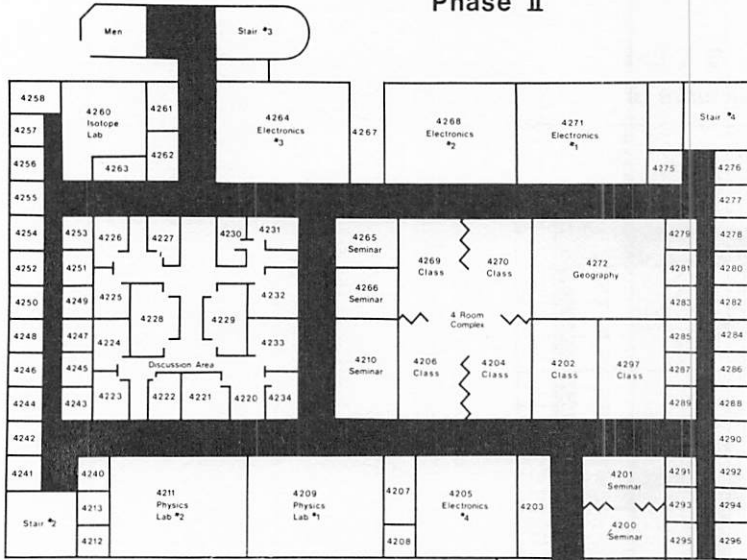 Phase II
Men
Stair #3
4258
4260
Isotope
Lab
4261
4264
Electronics
#3
4267
4268
Electronics
#2
4271
Electronics
#1
Stair #4
4257
4256
4262
4263
4275
4276
4255
4277
4254
4253
4226
4227
4230
4231
4265
Seminar
4269
Class
4270
Class
4272
Geography
4279
4278
4252
4251
4281
4280
4250
4249
4225
4228
4229
4232
4266
Seminar
4 Room
Complex
4283
4282
4248
4247
4224
4233
4210
Seminar
4206
Class
4204
Class
4202
Class
4297
Class
4285
4284
4246
4245
Discussion Area
4287
4286
4244
4243
4223
4222
4221
4220
4234
4289
4288
4242
4290
4241
4240
4211
Physics
Lab #2
4209
Physics
Lab #1
4207
4205
Electronics
#4
4203
4201
Seminar
4291
4292
Stair #2
4213
4200
Seminar
4293
4294
4212
4208
4295
4296